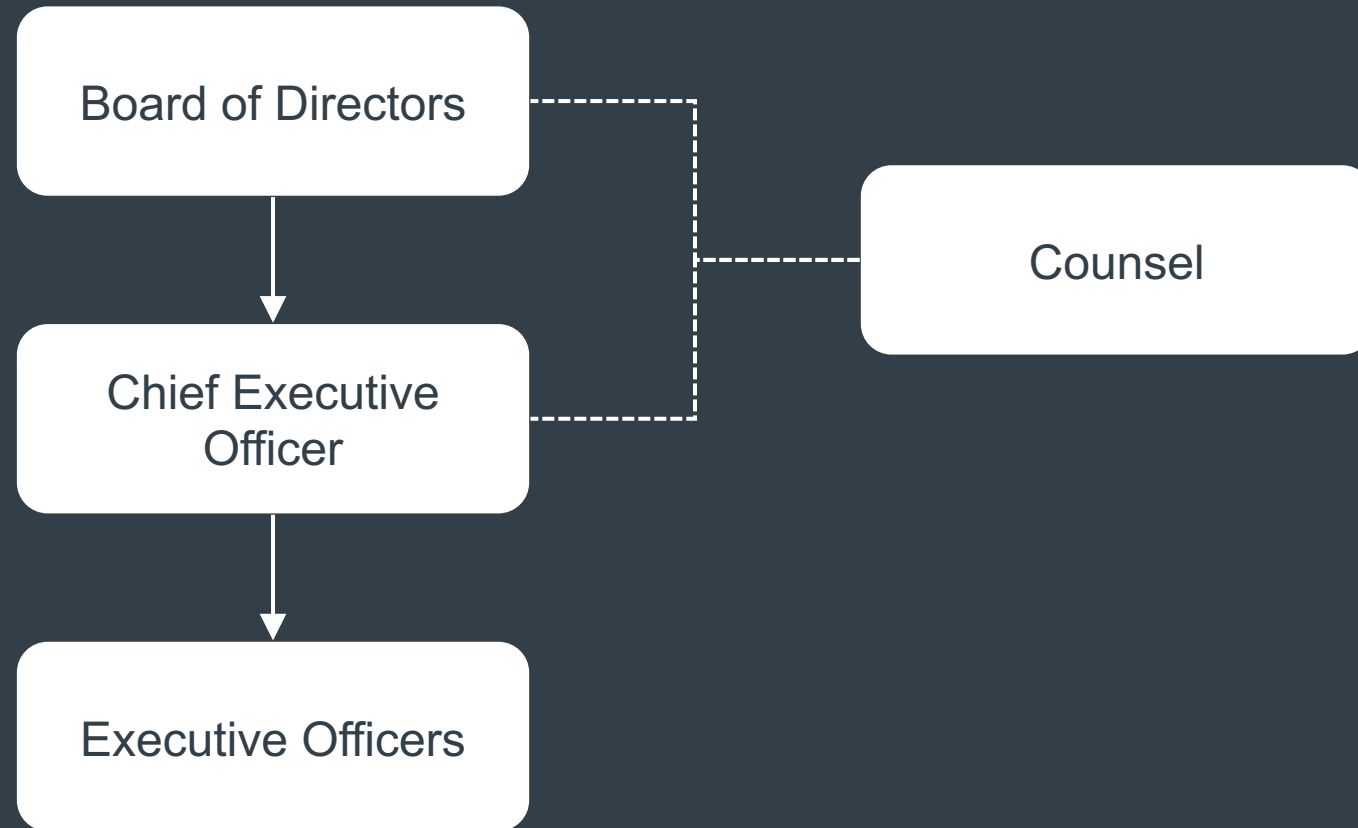 Board of Directors
Counsel
Chief Executive
Officer
Executive Officers